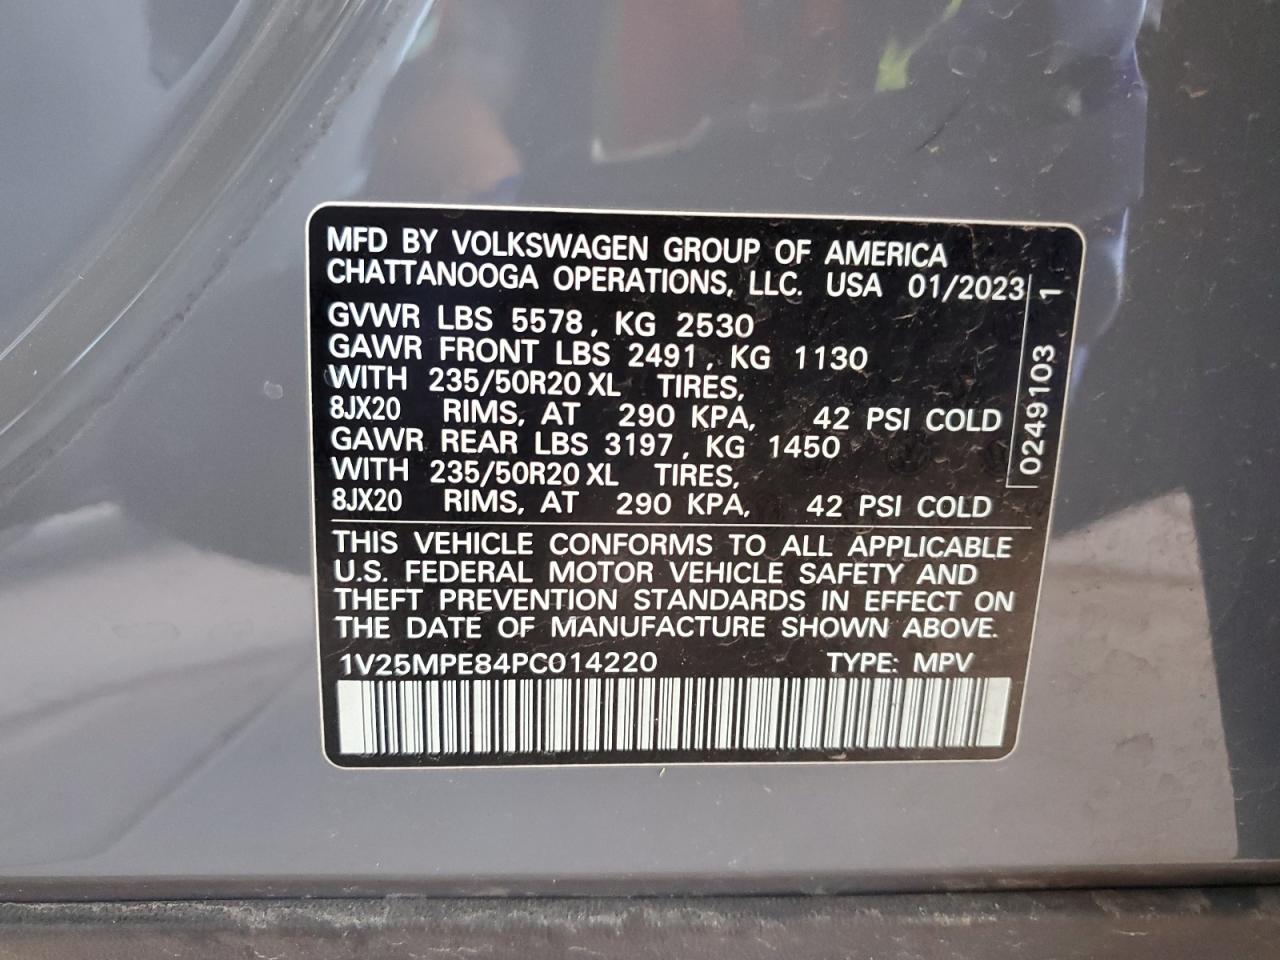 MFD BY VOLKSWAGEN GROUP OF AMERICA
CHATTANOOGA OPERATIONS, LLC. USA 01/2023
GVWR LBS 5578, KG 2530
GAWR FRONT LBS 2491, KG 1130
WITH 235/50R20 XL TIRES,
8JX20 RIMS, AT 290 KPA, 42 PSI COLD
GAWR REAR LBS 3197, KG 1450
WITH 235/50R20 XL TIRES,
8JX20 RIMS, AT 290 KPA, 42 PSI COLD
0249103 1
THIS VEHICLE CONFORMS TO ALL APPLICABLE
U.S. FEDERAL MOTOR VEHICLE SAFETY AND
THEFT PREVENTION STANDARDS IN EFFECT ON
THE DATE OF MANUFACTURE SHOWN ABOVE.
1V25MPE84PC014220 TYPE: MPV